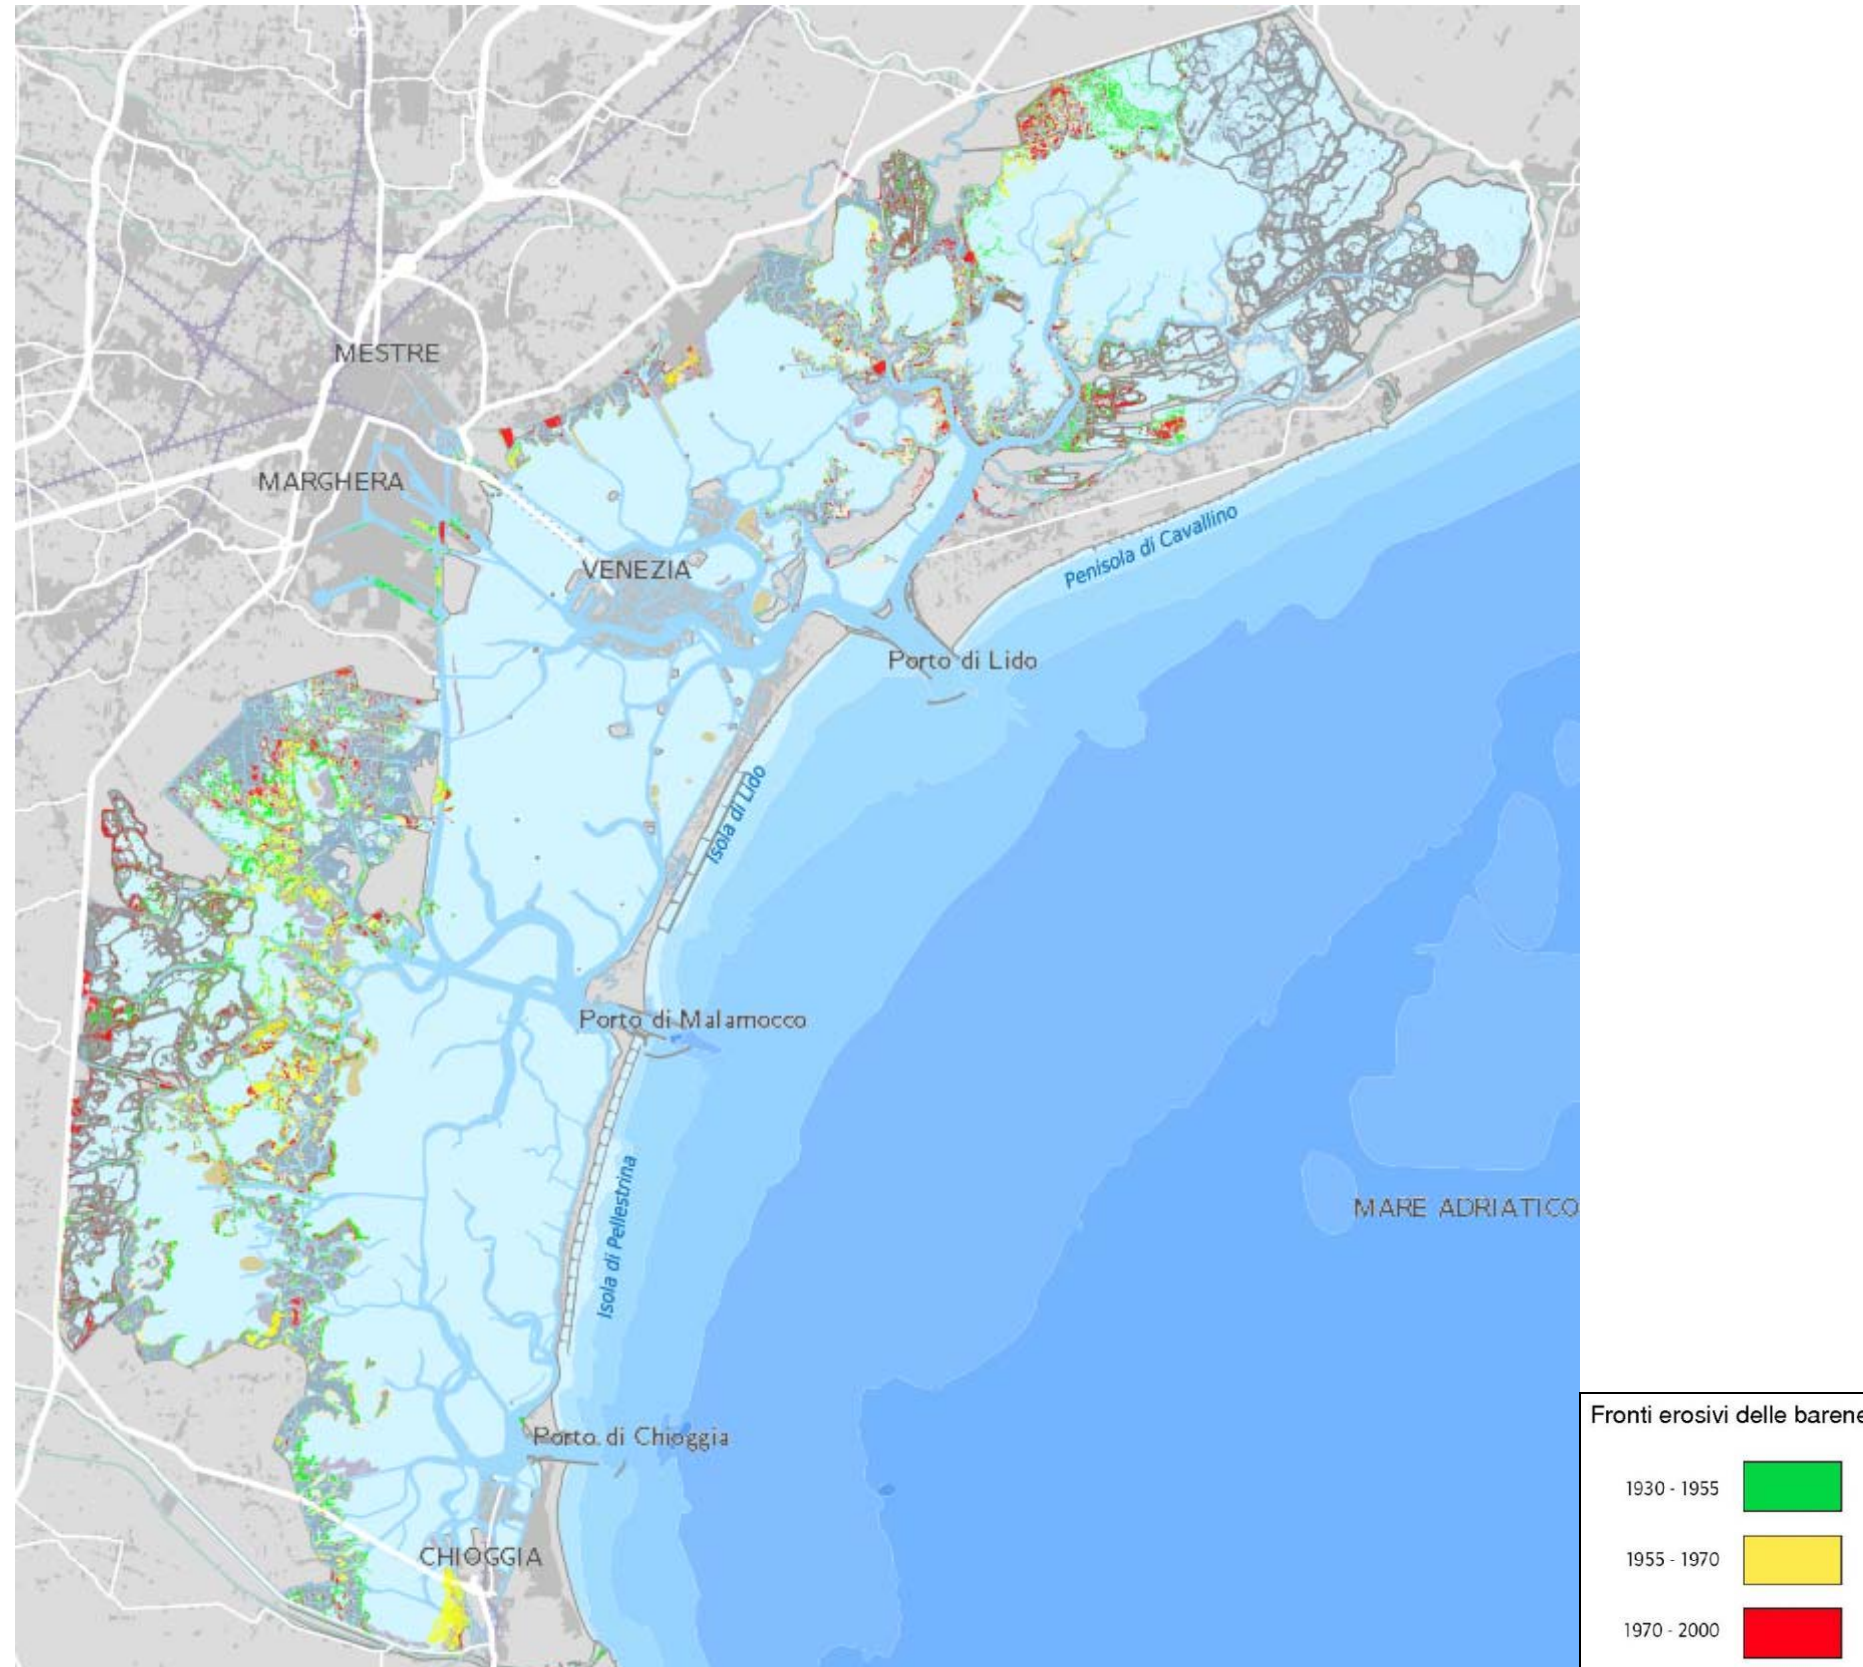 MESTRE
MARGHERA
VENEZIA
Penisola di Cavallino
Porto di Lido
Isola di Lido
Porto di Malamocco
Isola di Pellestrina
MARE ADRIATICO
Porto di Chioggia
CHIOGGIA
Fronti erosivi delle barene
1930 - 1955
1955 - 1970
1970 - 2000